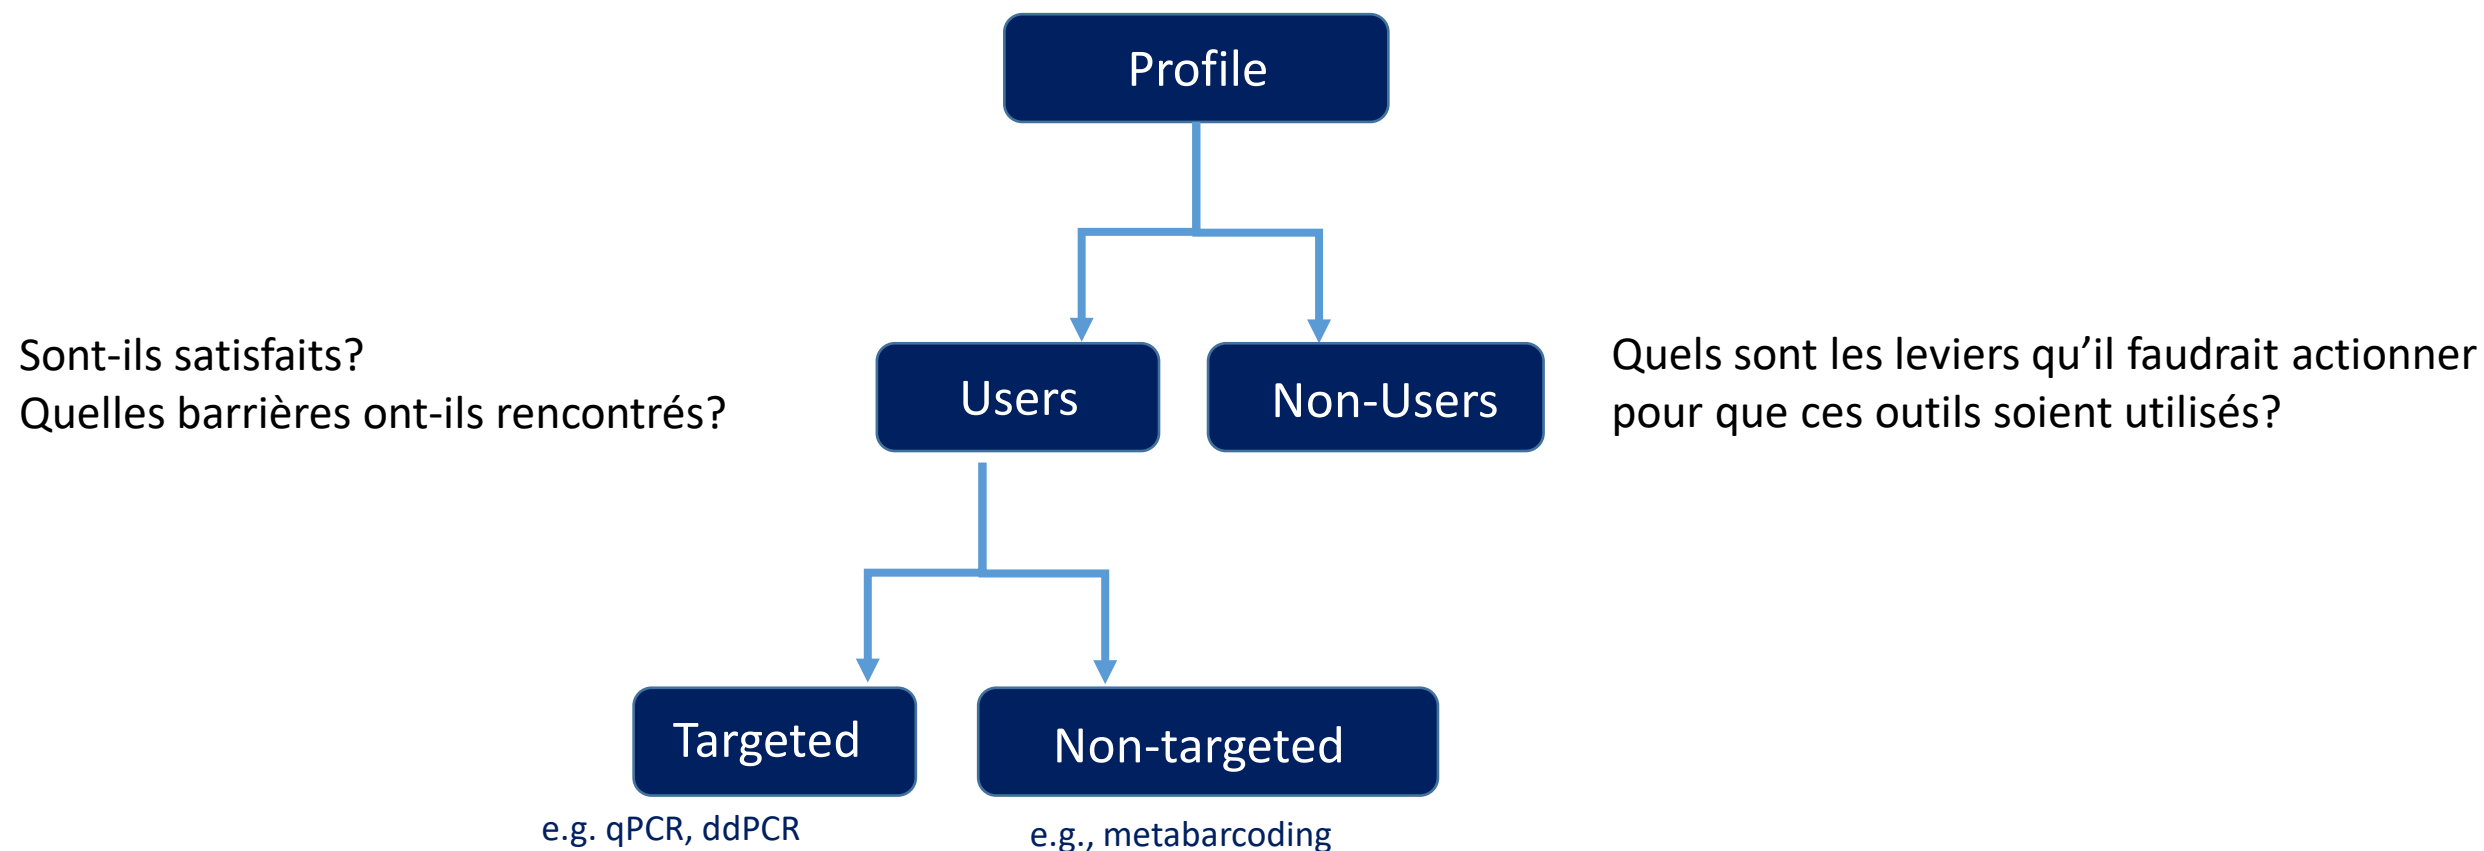 Profile
Sont-ils satisfaits?
Quelles barrières ont-ils rencontrés?
Users
Non-Users
Quels sont les leviers qu’il faudrait actionner
pour que ces outils soient utilisés?
Targeted
Non-targeted
e.g. qPCR, ddPCR
e.g., metabarcoding